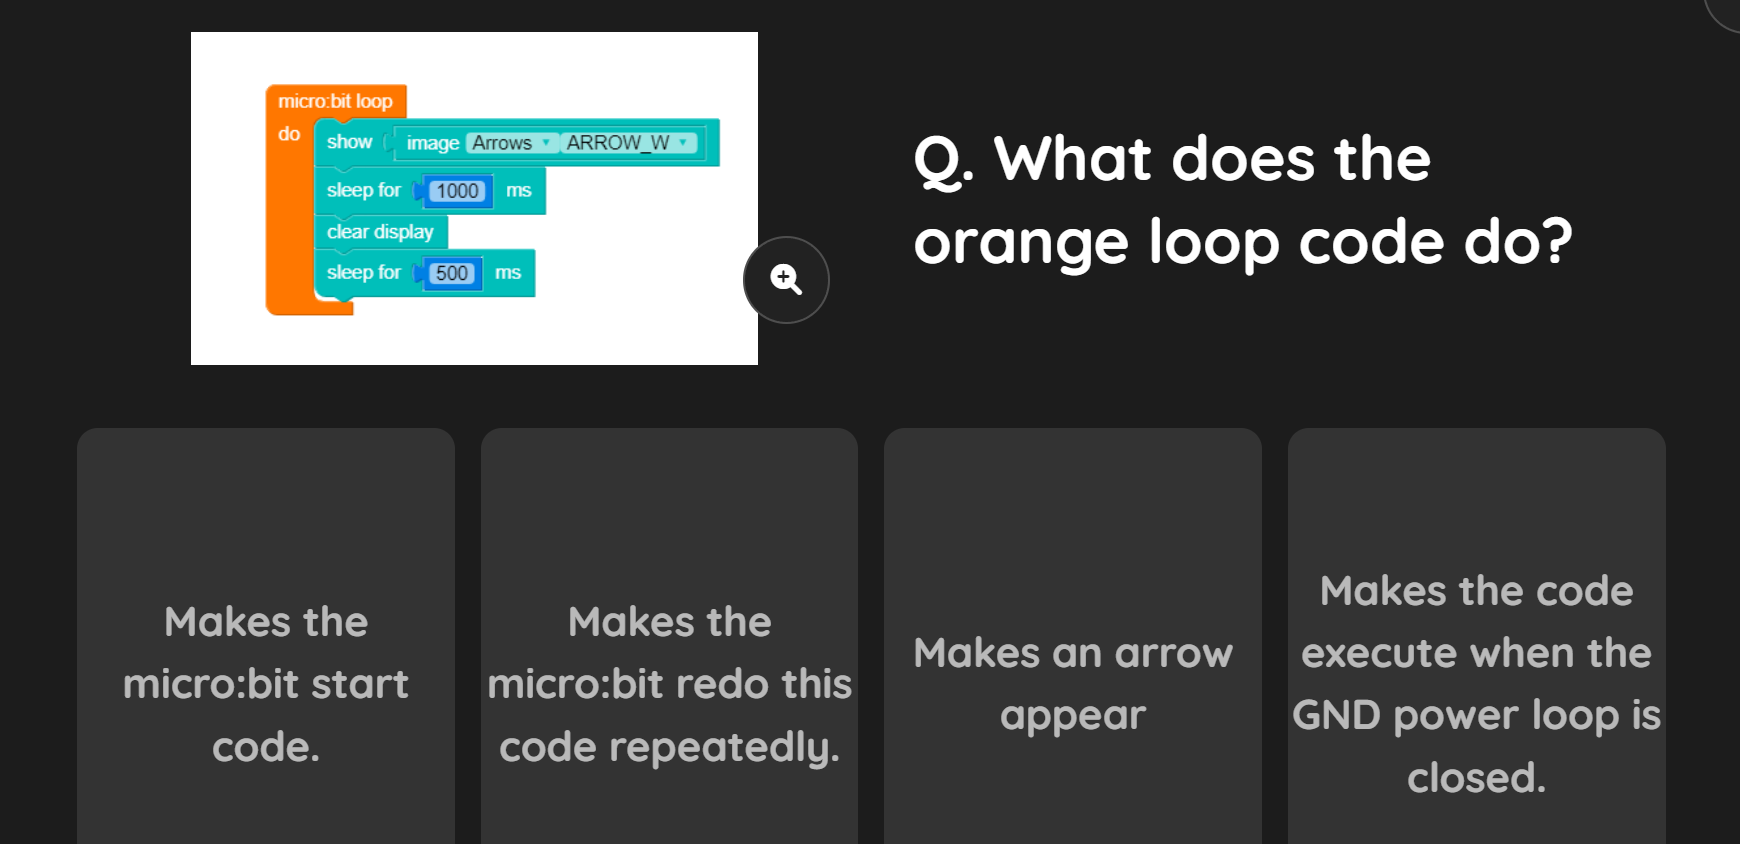 micro:bit loop
do
show image Arrows ARROW_W
sleep for 1000 ms
clear display
sleep for 500 ms
Q. What does the
orange loop code do?
Makes the
micro:bit start
code.
Makes the
micro:bit redo this
code repeatedly.
Makes an arrow
appear
Makes the code
execute when the
GND power loop is
closed.